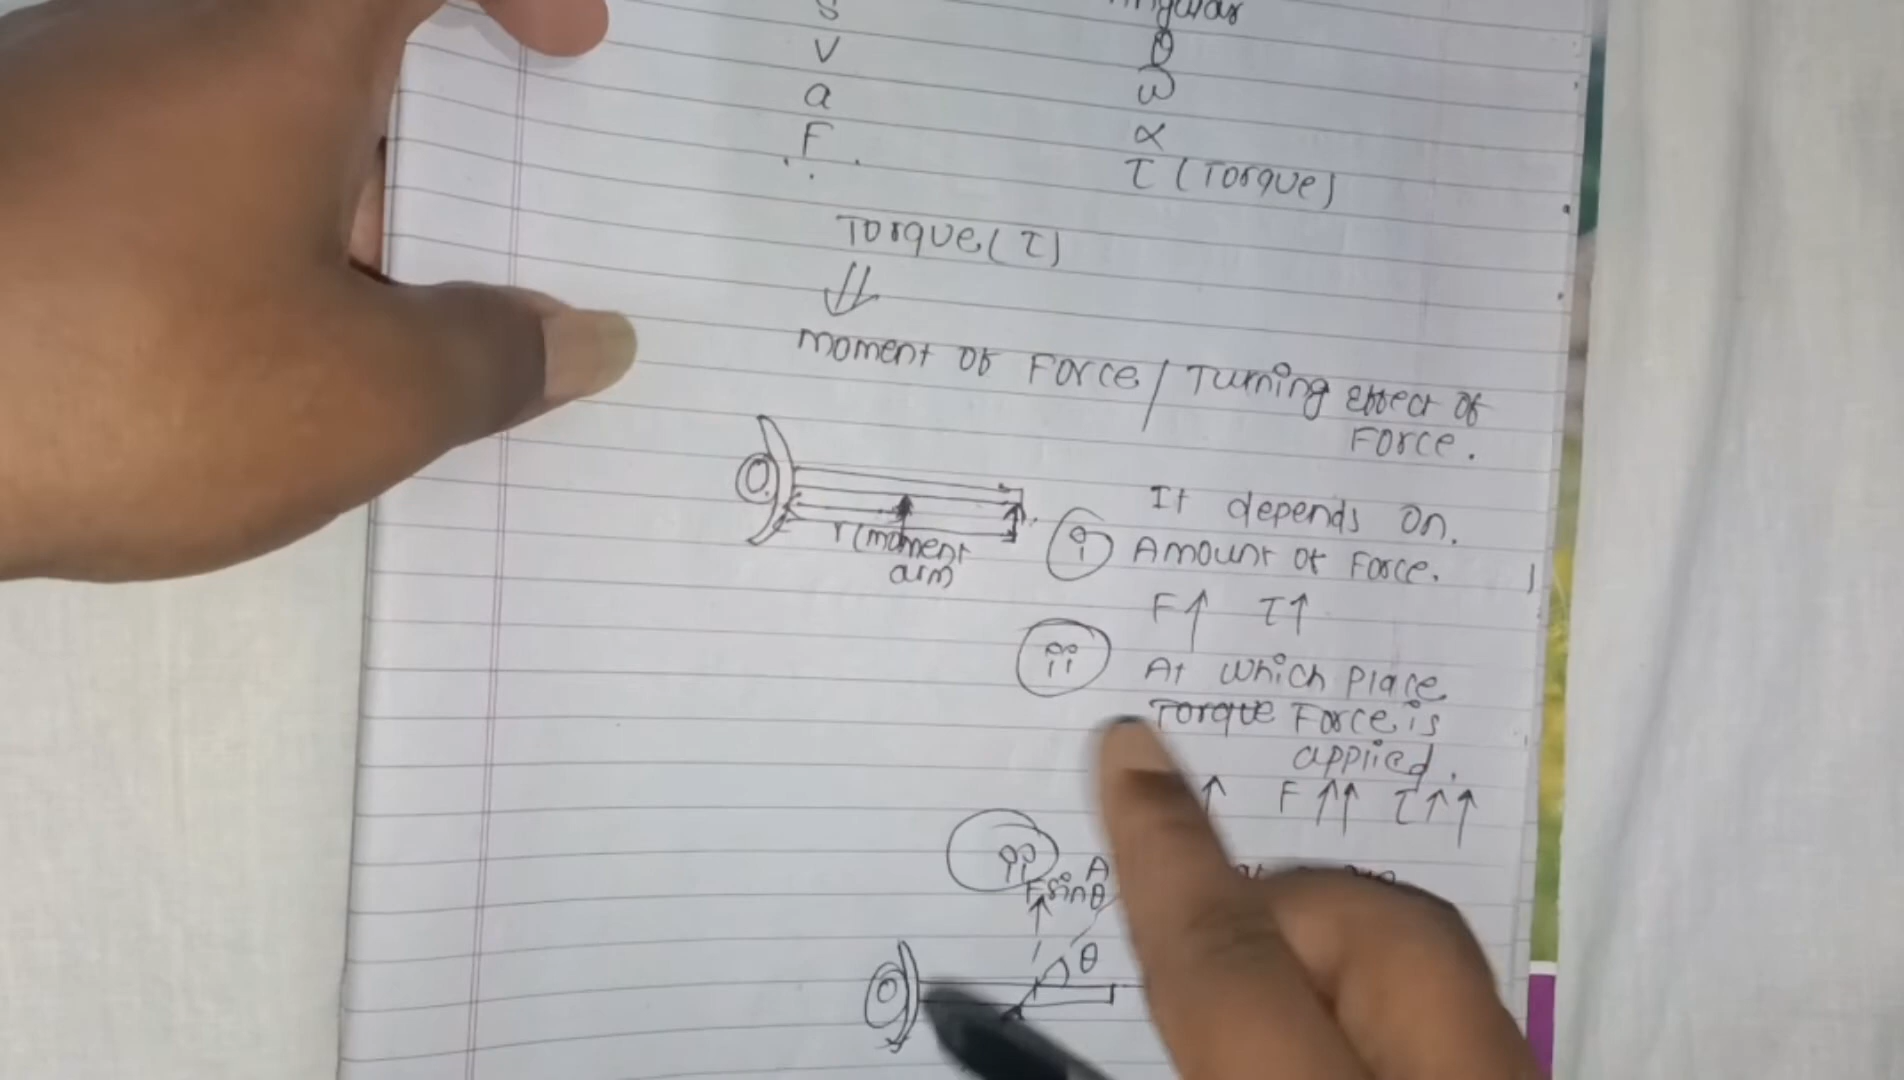 S
V
a
F
Angular
θ
ω
α
τ (Torque)
Torque (τ)
Moment of Force / Turning effect of
Force.
r (moment
arm)
It depends on.
(i) Amount of Force.
F↑ τ↑
(ii) At which place
Torque Force is
applied.
↑ F↑↑ τ↑↑
(iii) A
F sinθ
θ